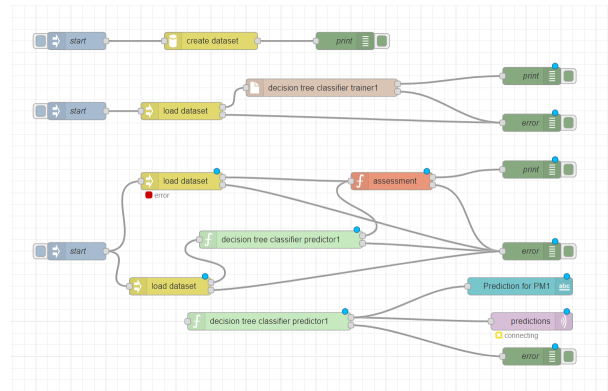 start
create dataset
print
print
decision tree classifier trainer1
start
load dataset
error
print
load dataset
assessment
error
decision tree classifier predictor1
start
error
load dataset
Prediction for PM1
abc
decision tree classifier predictor1
predictions
connecting
error